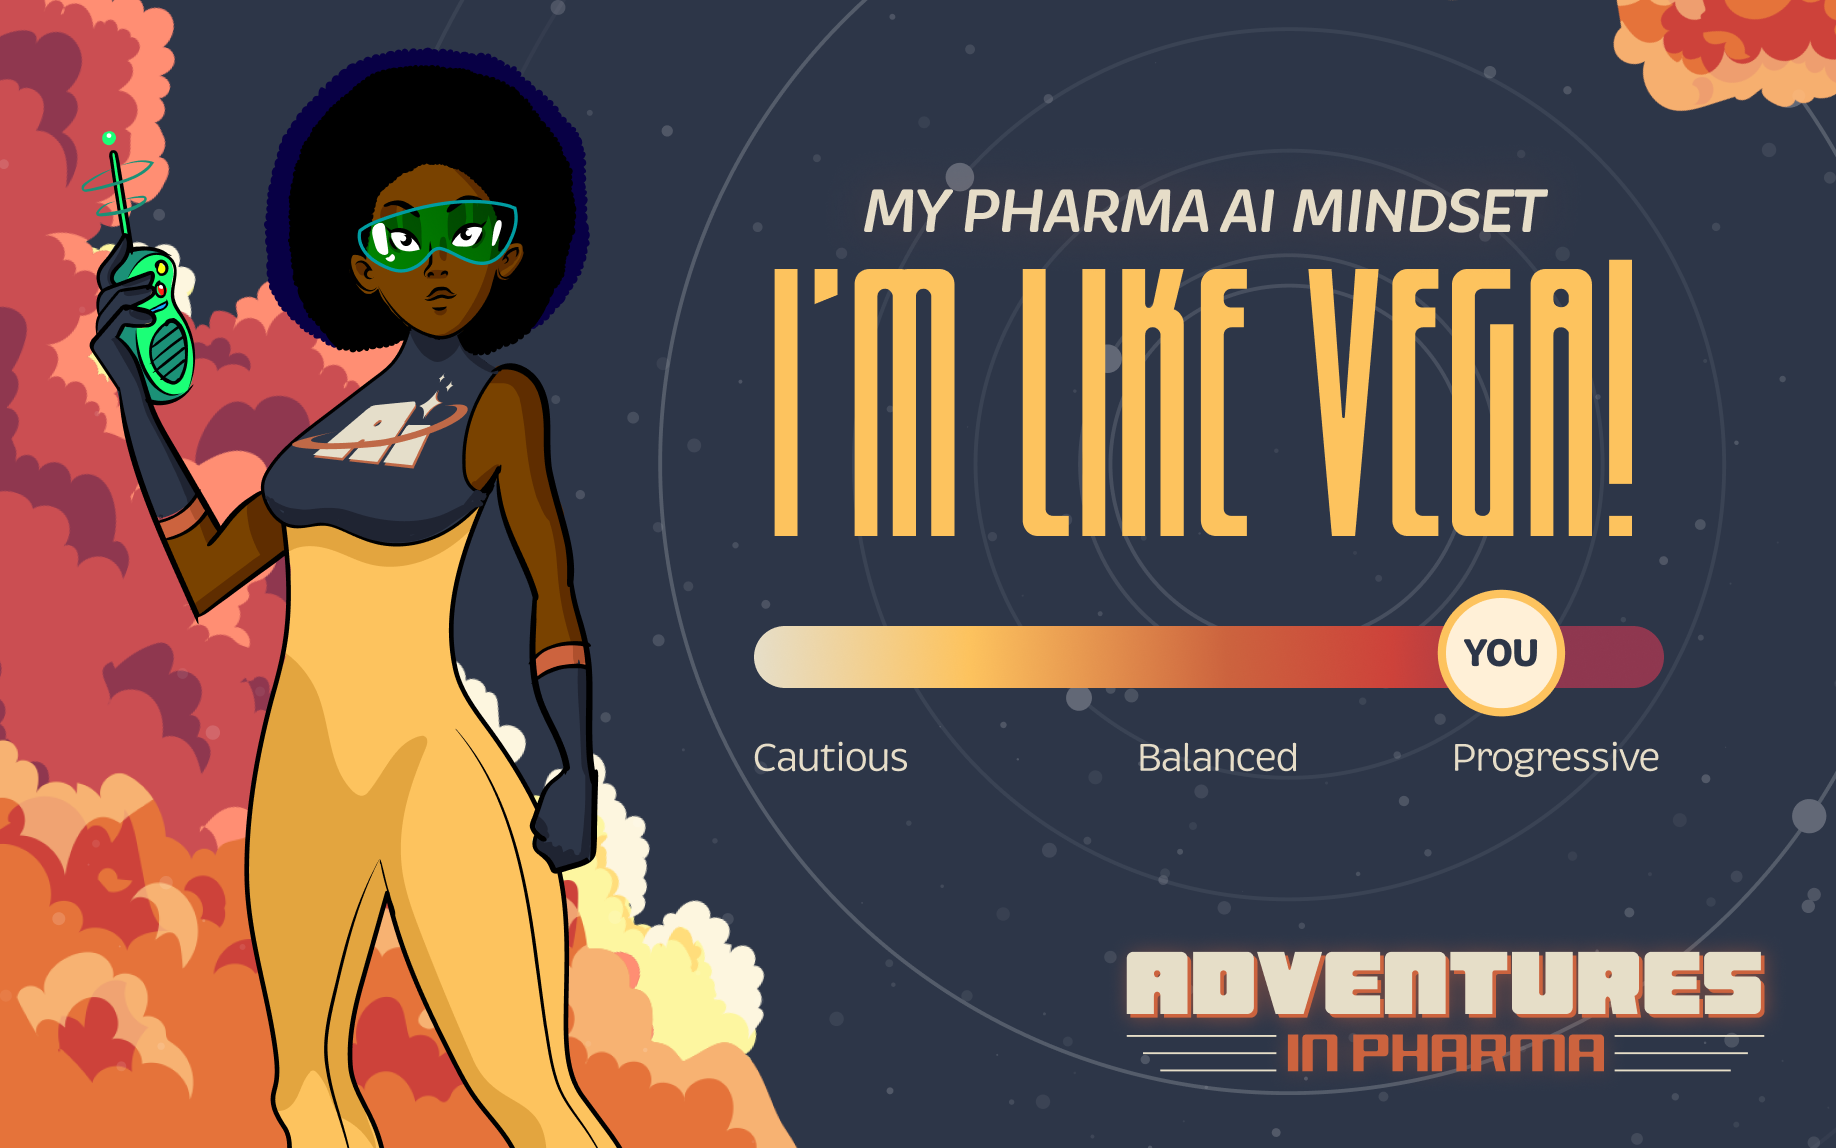 MY PHARMA AI MINDSET
I'M LIKE VEGA!
AI
YOU
Cautious Balanced Progressive
ADVENTURES
IN PHARMA